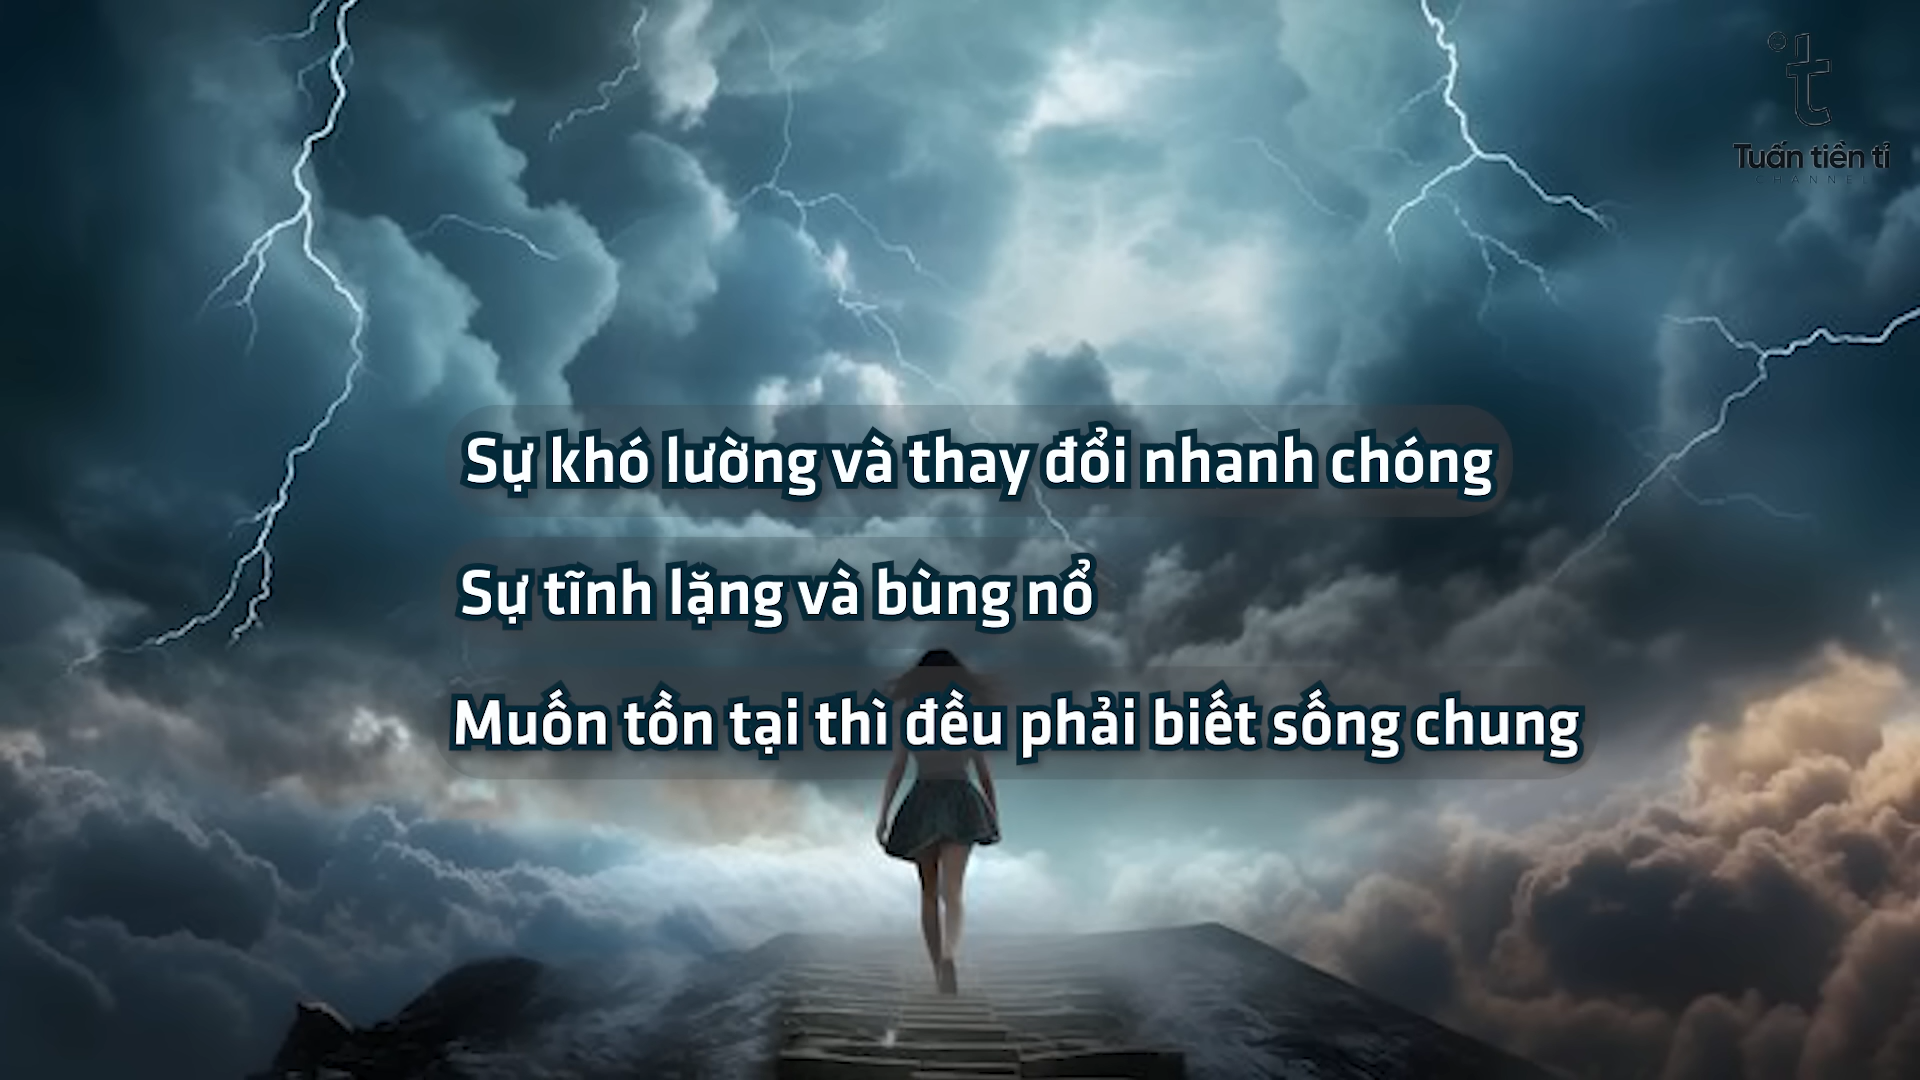 Tuấn tiền tỉ
CHANNEL
Sự khó lường và thay đổi nhanh chóng
Sự tĩnh lặng và bùng nổ
Muốn tồn tại thì đều phải biết sống chung